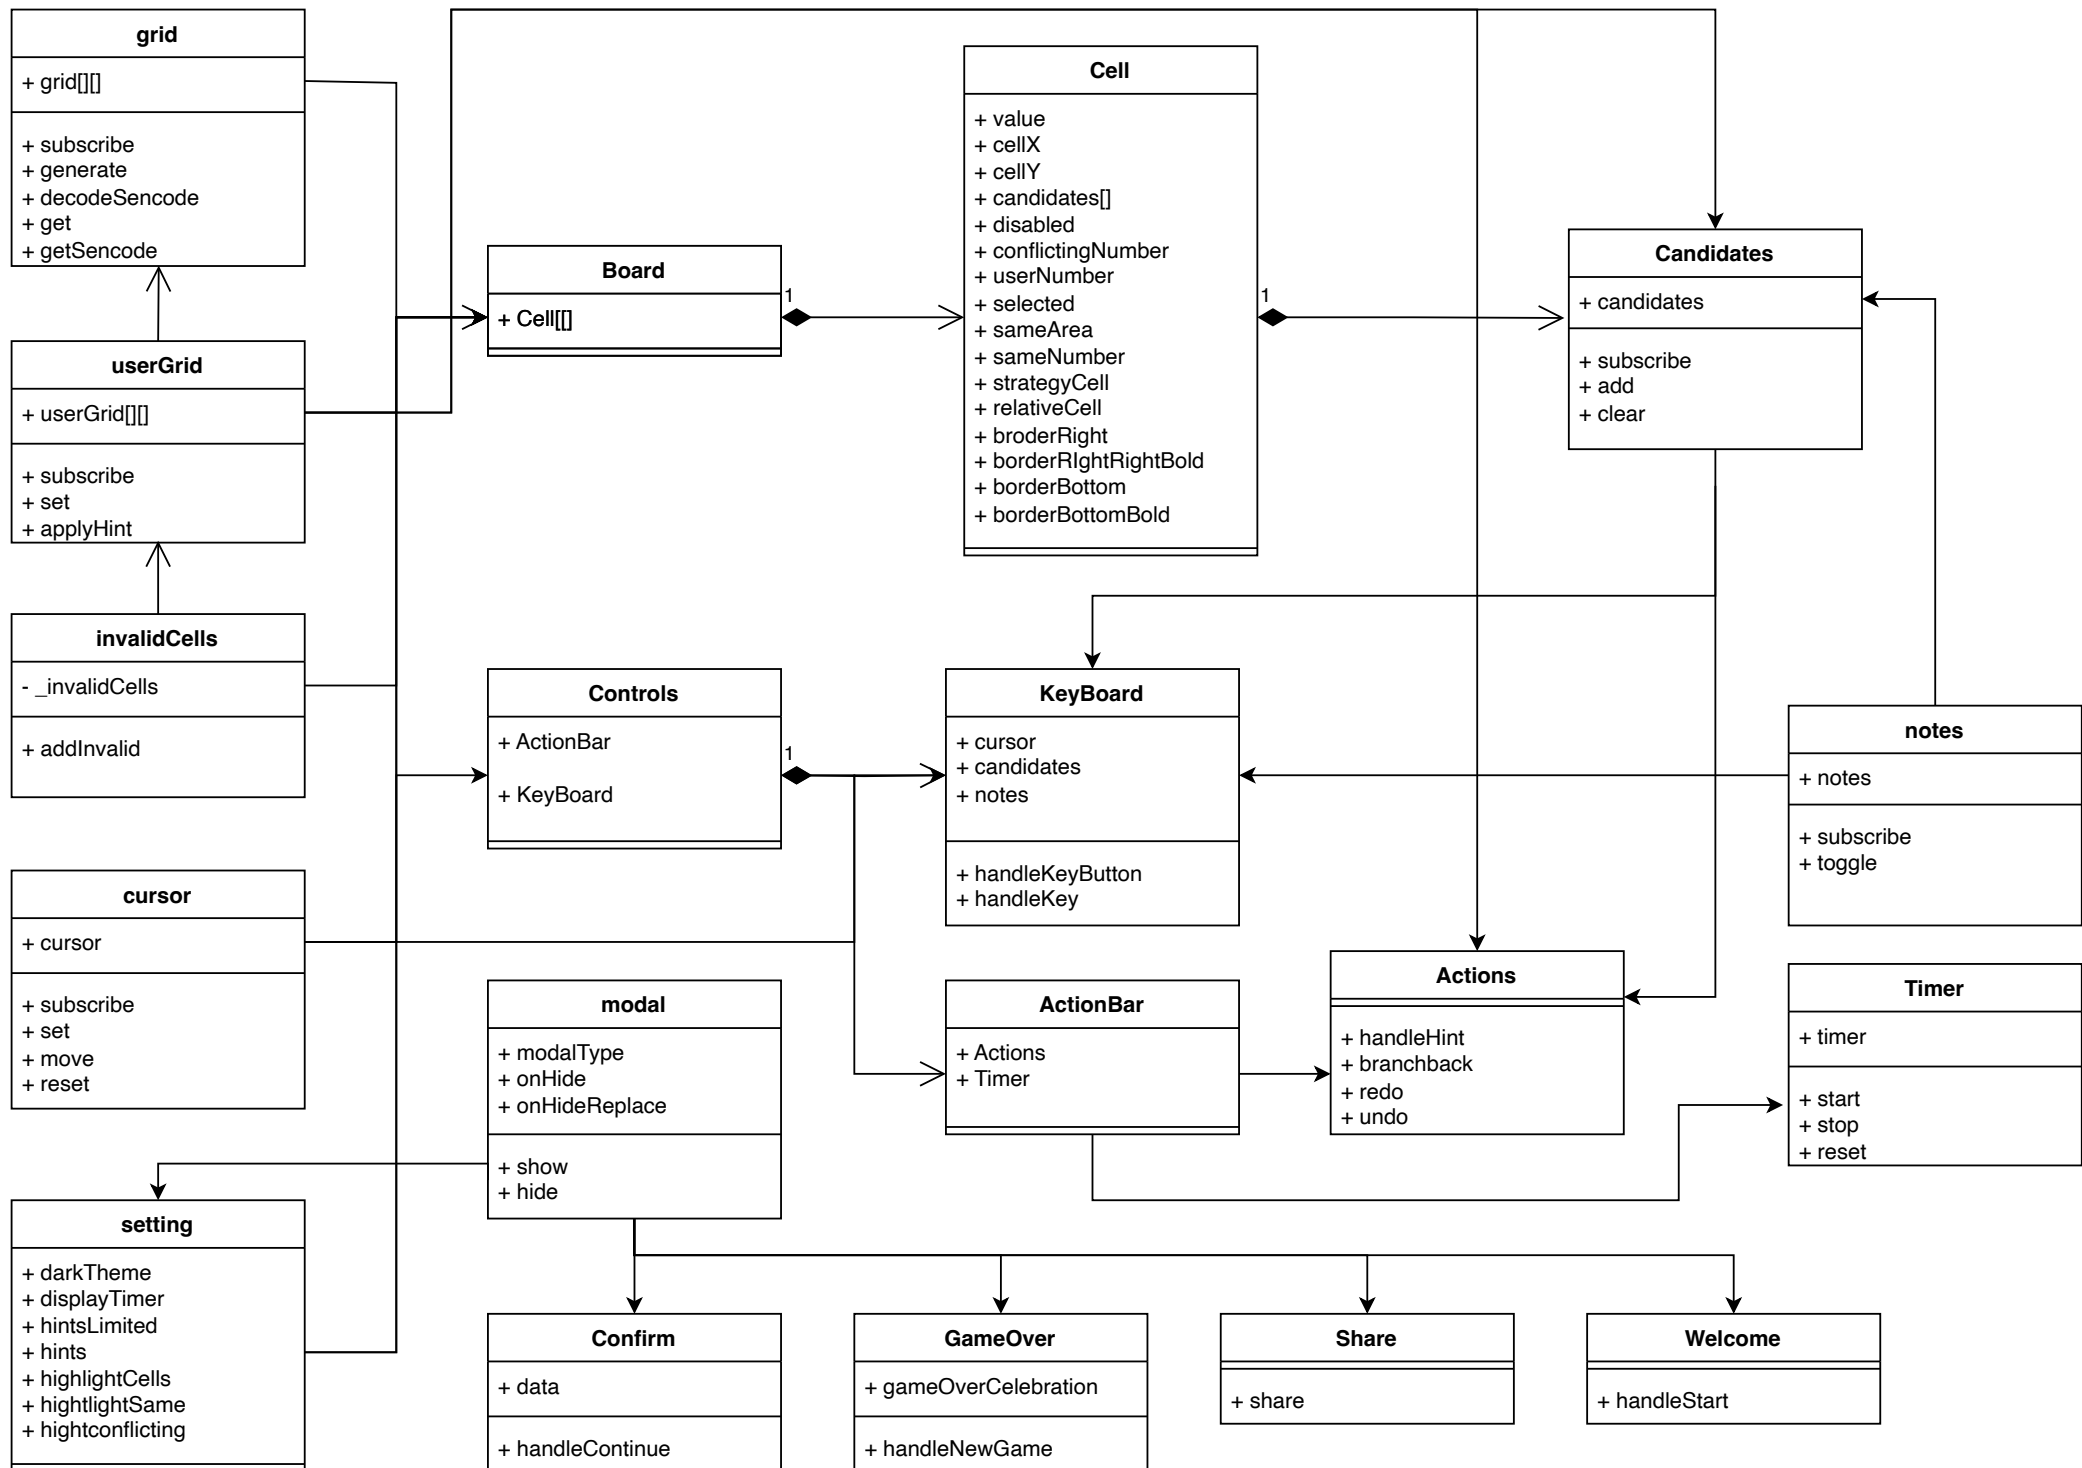 grid
+ grid[][]
+ subscribe
+ generate
+ decodeSencode
+ get
+ getSencode
userGrid
+ userGrid[][]
+ subscribe
+ set
+ applyHint
invalidCells
- _invalidCells
+ addInvalid
cursor
+ cursor
+ subscribe
+ set
+ move
+ reset
setting
+ darkTheme
+ displayTimer
+ hintsLimited
+ hints
+ highlightCells
+ hightlightSame
+ hightconflicting
Board
+ Cell[[]
1
Cell
+ value
+ cellX
+ cellY
+ candidates[]
+ disabled
+ conflictingNumber
+ userNumber
+ selected
+ sameArea
+ sameNumber
+ strategyCell
+ relativeCell
+ broderRight
+ borderRIghtRightBold
+ borderBottom
+ borderBottomBold
1
Candidates
+ candidates
+ subscribe
+ add
+ clear
Controls
+ ActionBar
+ KeyBoard
1
KeyBoard
+ cursor
+ candidates
+ notes
+ handleKeyButton
+ handleKey
notes
+ notes
+ subscribe
+ toggle
modal
+ modalType
+ onHide
+ onHideReplace
+ show
+ hide
ActionBar
+ Actions
+ Timer
Actions
+ handleHint
+ branchback
+ redo
+ undo
Timer
+ timer
+ start
+ stop
+ reset
Confirm
+ data
+ handleContinue
GameOver
+ gameOverCelebration
+ handleNewGame
Share
+ share
Welcome
+ handleStart